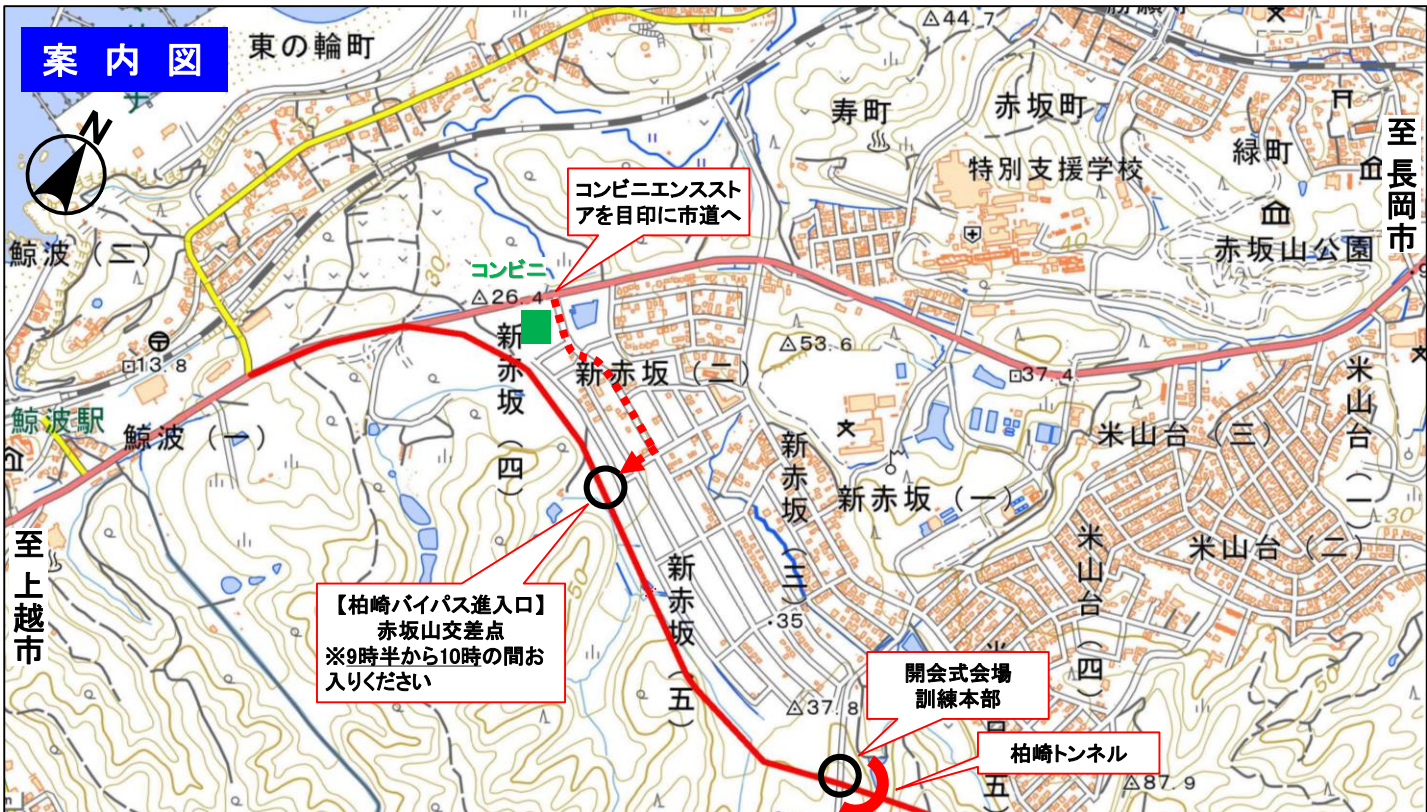 案内図
N
東の輪町
44.7
寿町
赤坂町
特別支援学校
緑町
赤坂山公園
至長岡市
コンビニエンススト
アを目印に市道へ
鯨波（二）
コンビニ
26.4
30
40
20
13.8
鯨波駅
鯨波（一）
新赤坂（四）
新赤坂（二）
53.6
37.4
米山台（三）
米山台（一）
30
新赤坂（三）
新赤坂（一）
米山台（二）
米山台（四）
至上越市
50
【柏崎バイパス進入口】
赤坂山交差点
※9時半から10時の間お
入りください
新赤坂（五）
35
37.8
開会式会場
訓練本部
柏崎トンネル
50
87.9